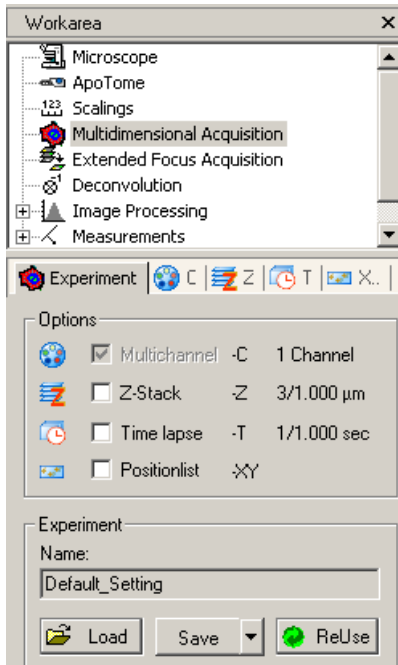 Workarea
Microscope
ApoTome
123 Scalings
Multidimensional Acquisition
Extended Focus Acquisition
Deconvolution
Image Processing
Measurements
Experiment C Z T X..
Options
Multichannel -C 1 Channel
Z-Stack -Z 3/1.000 µm
Time lapse -T 1/1.000 sec
Positionlist -XY
Experiment
Name:
Default_Setting
Load Save ReUse